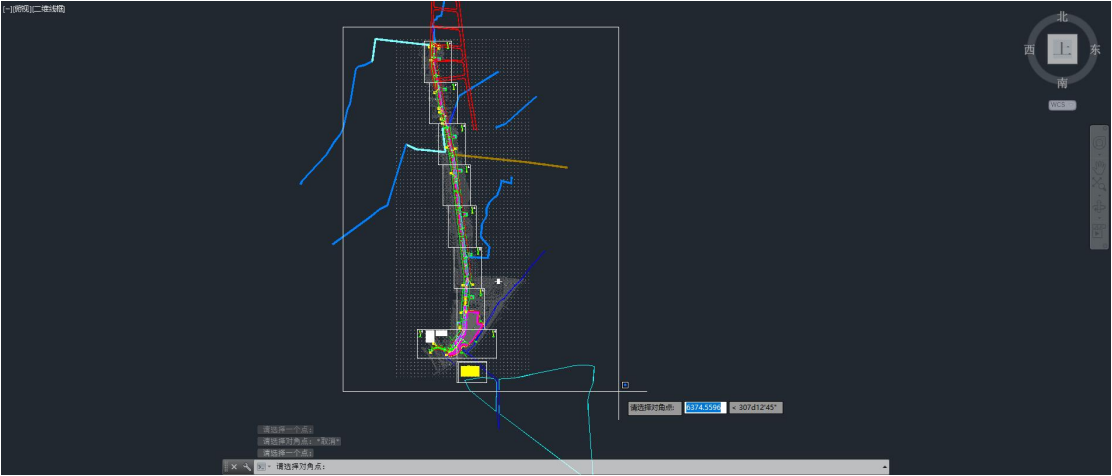 [-][俯视][二维线框]
北
西
上
东
南
WCS
请选择对角点:
6374.5596
< 307d12'45"
请选择一个点:
请选择对角点: *取消*
请选择一个点:
请选择对角点: